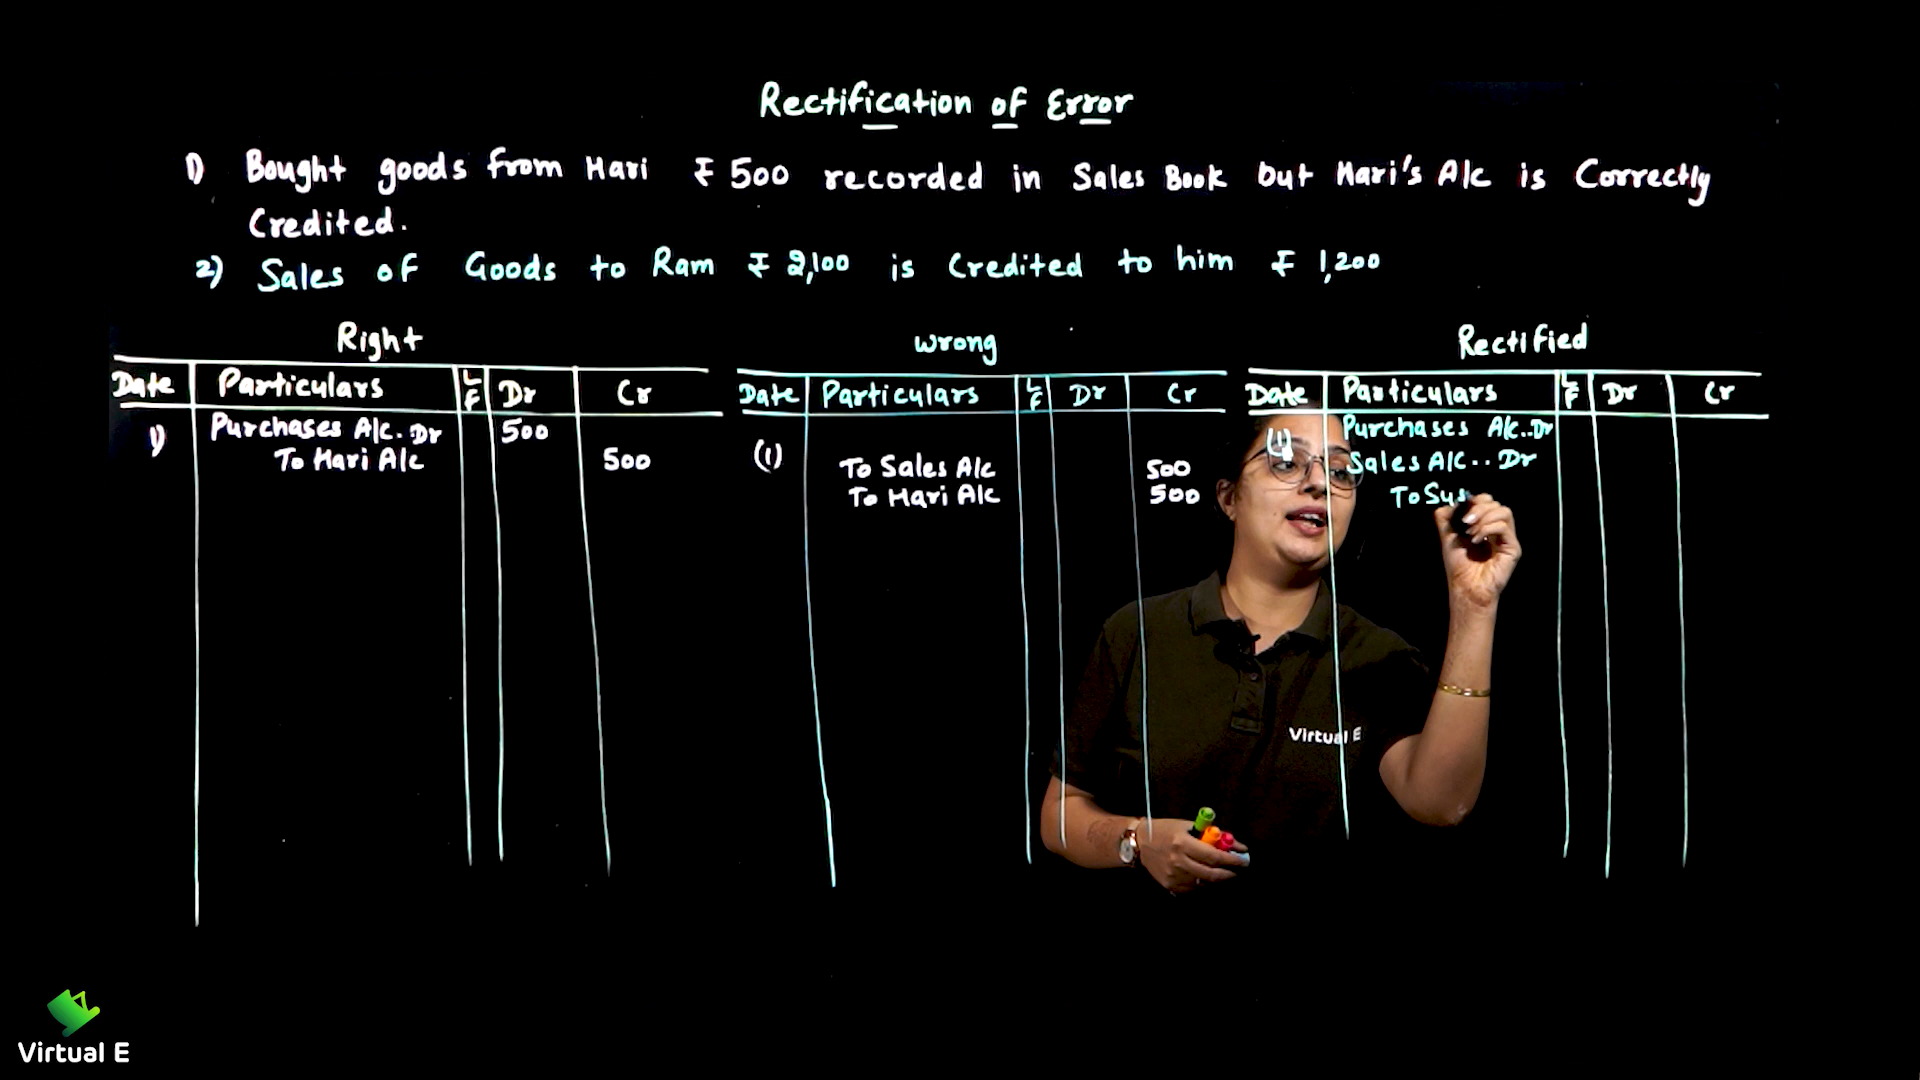 Rectification of Error
1) Bought goods from Hari ₹ 500 recorded in Sales Book but Hari's A/c is Correctly
Credited.
2) Sales of Goods to Ram ₹ 2,100 is Credited to him ₹ 1,200
Right
Date Particulars LF Dr Cr
1) Purchases A/c. Dr 500
To Hari A/c 500
Wrong
Date Particulars LF Dr Cr
(1) To Sales A/c 500
To Hari A/c 500
Rectified
Date Particulars LF Dr Cr
(1) Purchases A/c.. Dr
Sales A/c.. Dr
To Sus
Virtual E
Virtual E